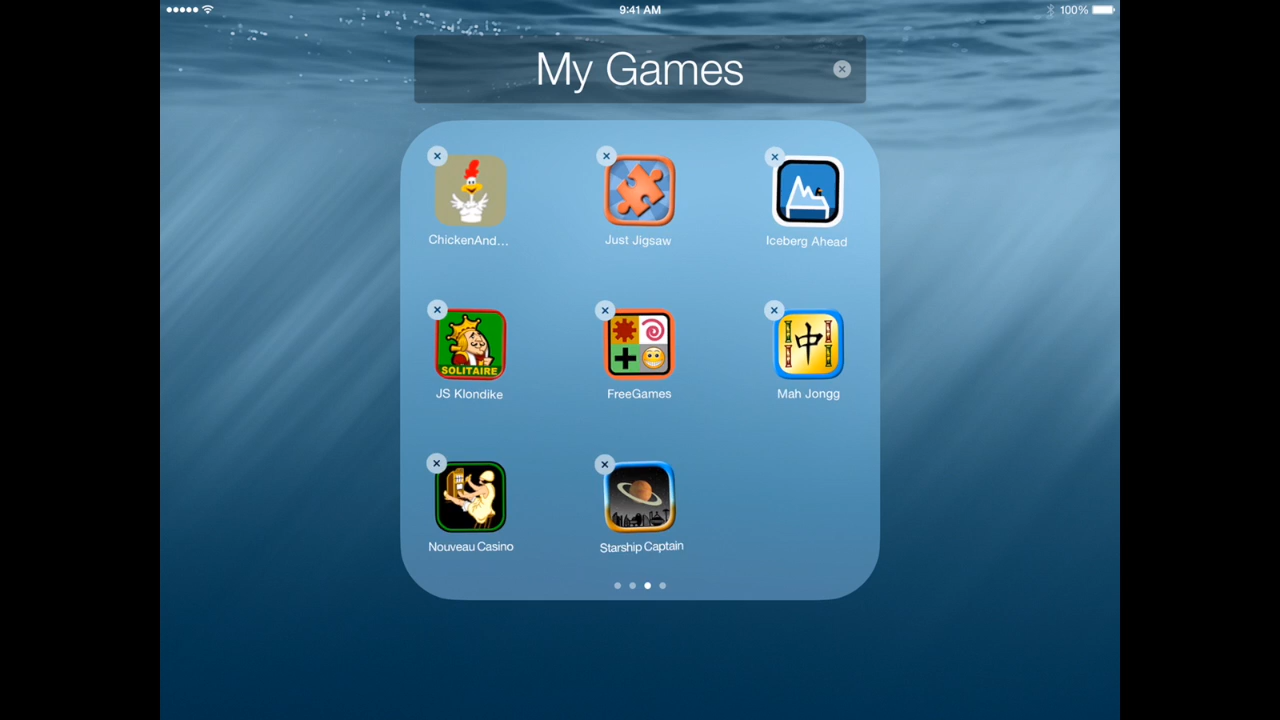 9:41 AM
100%
My Games
ChickenAnd...
Just Jigsaw
Iceberg Ahead
SOLITAIRE
JS Klondike
FreeGames
中
Mah Jongg
Nouveau Casino
Starship Captain